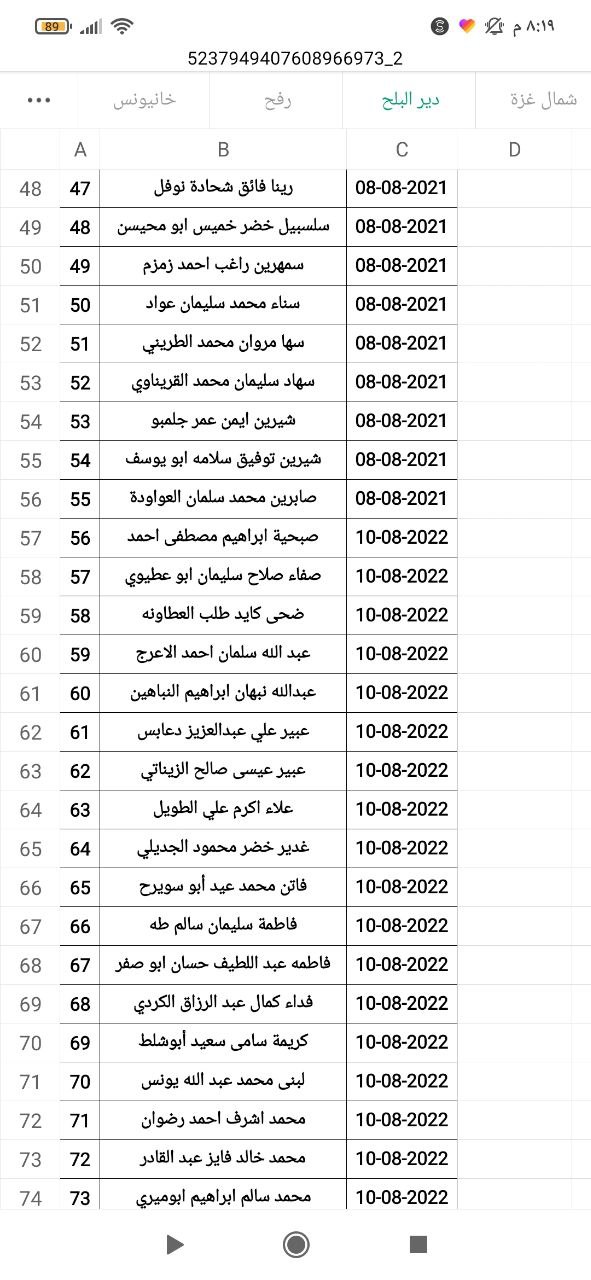 89 م ٨:١٩
5237949407608966973_2
شمال غزة دير البلح رفح خانيونس ...
A B C D
48 47 رينا فائق شحادة نوفل 08-08-2021
49 48 سلسبيل خضر خميس ابو محيسن 08-08-2021
50 49 سمهرين راغب احمد زمزم 08-08-2021
51 50 سناء محمد سليمان عواد 08-08-2021
52 51 سها مروان محمد الطريني 08-08-2021
53 52 سهاد سليمان محمد القريناوي 08-08-2021
54 53 شيرين ايمن عمر جلمبو 08-08-2021
55 54 شيرين توفيق سلامه ابو يوسف 08-08-2021
56 55 صابرين محمد سلمان العواودة 08-08-2021
57 56 صبحية ابراهيم مصطفى احمد 10-08-2022
58 57 صفاء صلاح سليمان ابو عطيوي 10-08-2022
59 58 ضحى كايد طلب العطاونه 10-08-2022
60 59 عبد الله سلمان احمد الاعرج 10-08-2022
61 60 عبدالله نبهان ابراهيم النباهين 10-08-2022
62 61 عبير علي عبدالعزيز دعابس 10-08-2022
63 62 عبير عيسى صالح الزيناتي 10-08-2022
64 63 علاء اكرم علي الطويل 10-08-2022
65 64 غدير خضر محمود الجديلي 10-08-2022
66 65 فاتن محمد عيد أبو سويرح 10-08-2022
67 66 فاطمة سليمان سالم طه 10-08-2022
68 67 فاطمه عبد اللطيف حسان ابو صفر 10-08-2022
69 68 فداء كمال عبد الرزاق الكردي 10-08-2022
70 69 كريمة سامى سعيد أبوشلط 10-08-2022
71 70 لبنى محمد عبد الله يونس 10-08-2022
72 71 محمد اشرف احمد رضوان 10-08-2022
73 72 محمد خالد فايز عبد القادر 10-08-2022
74 73 محمد سالم ابراهيم ابوميري 10-08-2022